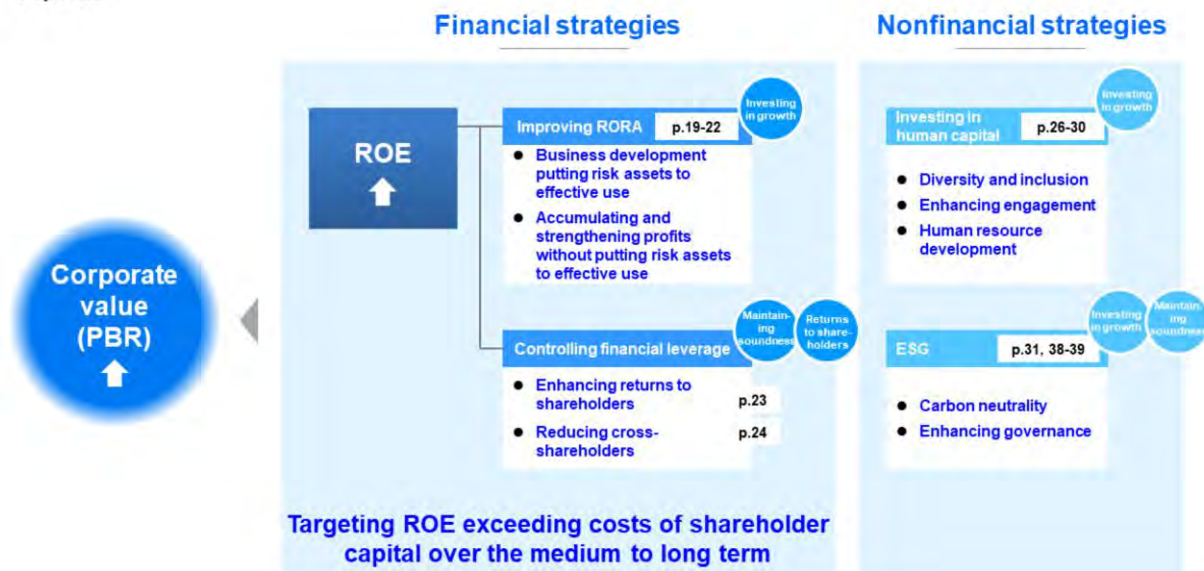 Financial strategies
Nonfinancial strategies
Corporate
value
(PBR)
ROE
Improving RORA
p.19-22
Investing
in growth
● Business development
putting risk assets to
effective use
● Accumulating and
strengthening profits
without putting risk assets
to effective use
Controlling financial leverage
Maintain-
ing
soundness
Returns
to share-
holders
● Enhancing returns to
shareholders
p.23
● Reducing cross-
shareholders
p.24
Targeting ROE exceeding costs of shareholder
capital over the medium to long term
Investing in
human capital
p.26-30
Investing
in growth
● Diversity and inclusion
● Enhancing engagement
● Human resource
development
ESG
p.31, 38-39
Investing
in growth
Maintain-
ing
soundness
● Carbon neutrality
● Enhancing governance